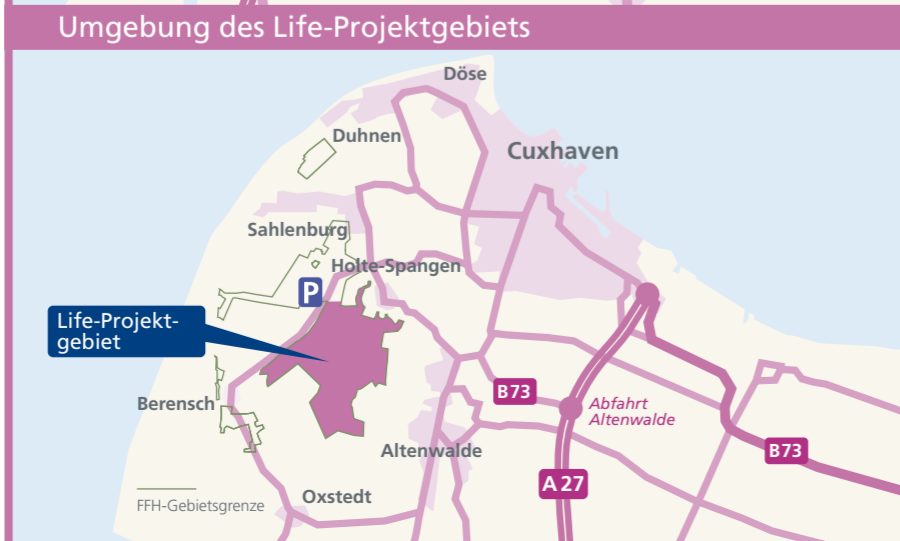 Umgebung des Life-Projektgebiets
Döse
Duhnen
Cuxhaven
Sahlenburg
Holte-Spangen
P
Life-Projekt-
gebiet
B73
Abfahrt
Altenwalde
Berensch
Altenwalde
B73
A 27
Oxstedt
FFH-Gebietsgrenze